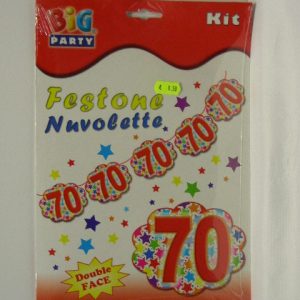 BiG
PARTY
Kit
Festone
Nuvolette
70 70 70 70 70
70
Double
FACE